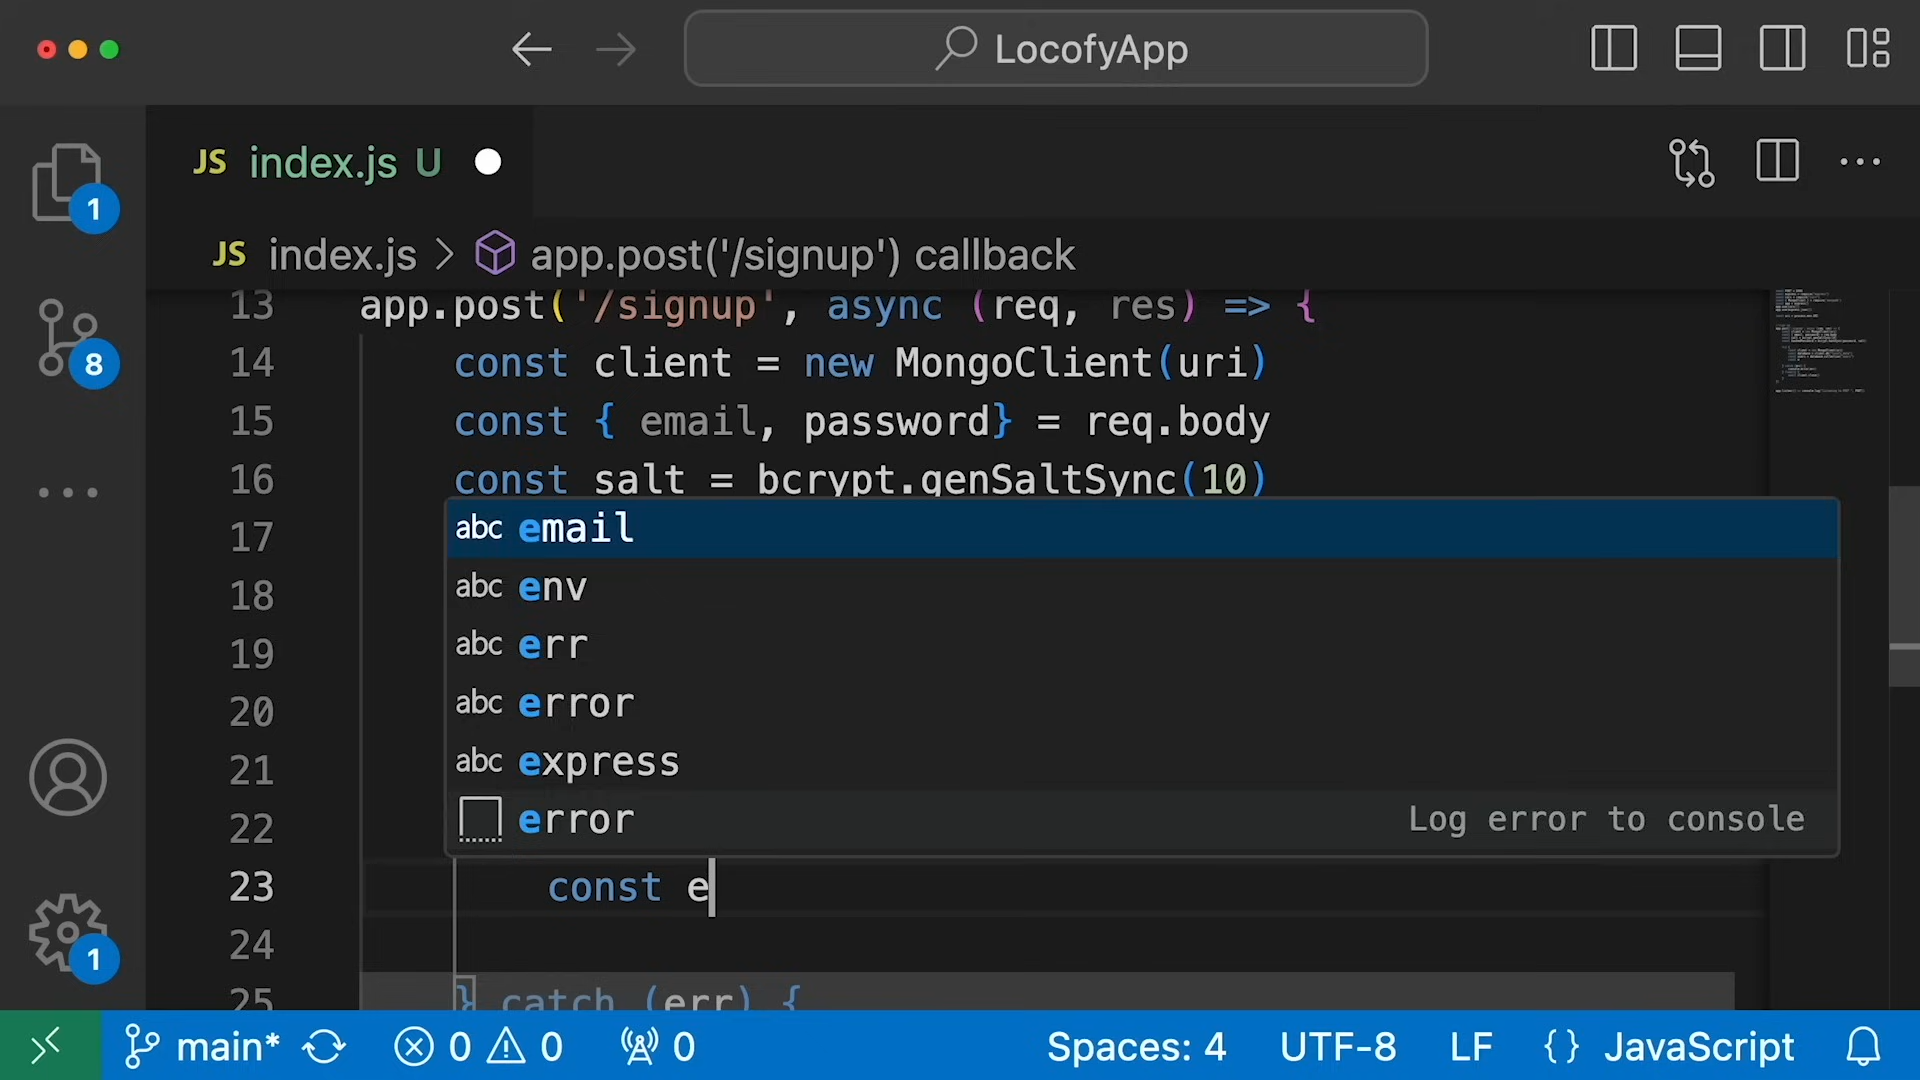 LocofyApp
JS index.js U
1
JS index.js > app.post('/signup') callback
13 app.post('/signup', async (req, res) => {
8
14 const client = new MongoClient(uri)
15 const { email, password} = req.body
16 const salt = bcrypt.genSaltSync(10)
17 abc email
18 abc env
19 abc err
20 abc error
21 abc express
22 error Log error to console
23 const e
24
1
25 } catch (err) {
main* 0 0 0 Spaces: 4 UTF-8 LF {} JavaScript